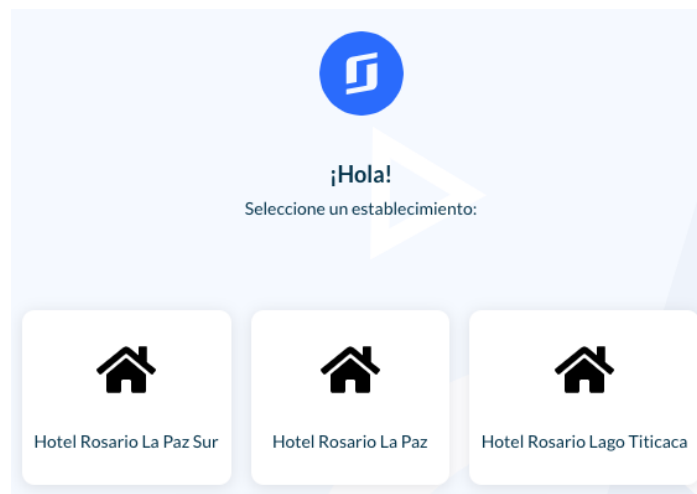 ¡Hola!
Seleccione un establecimiento:
Hotel Rosario La Paz Sur
Hotel Rosario La Paz
Hotel Rosario Lago Titicaca